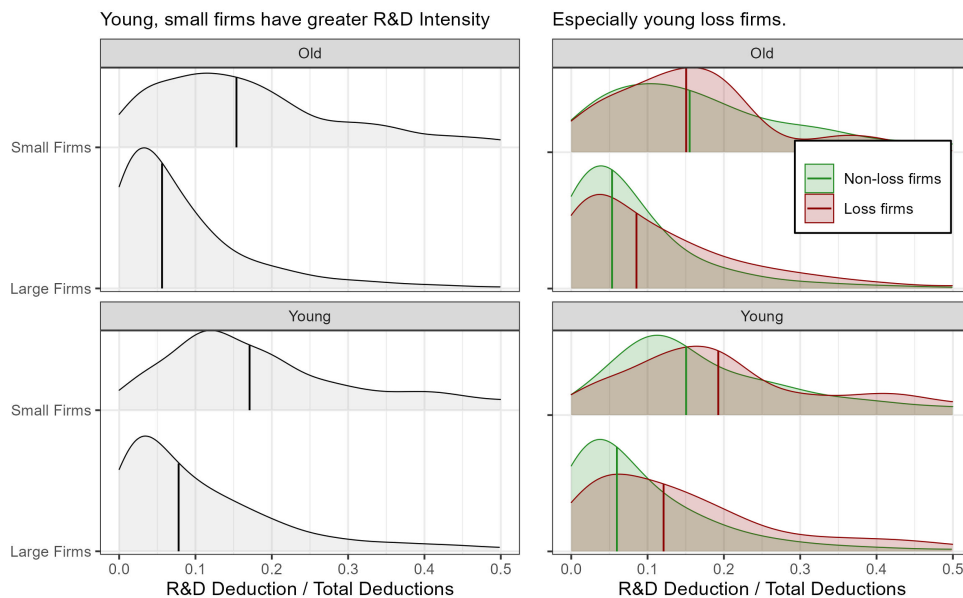 Young, small firms have greater R&D Intensity
Old
Small Firms
Large Firms
Young
Small Firms
Large Firms
0.0 0.1 0.2 0.3 0.4 0.5
R&D Deduction / Total Deductions
Especially young loss firms.
Old
Non-loss firms
Loss firms
Young
0.0 0.1 0.2 0.3 0.4 0.5
R&D Deduction / Total Deductions